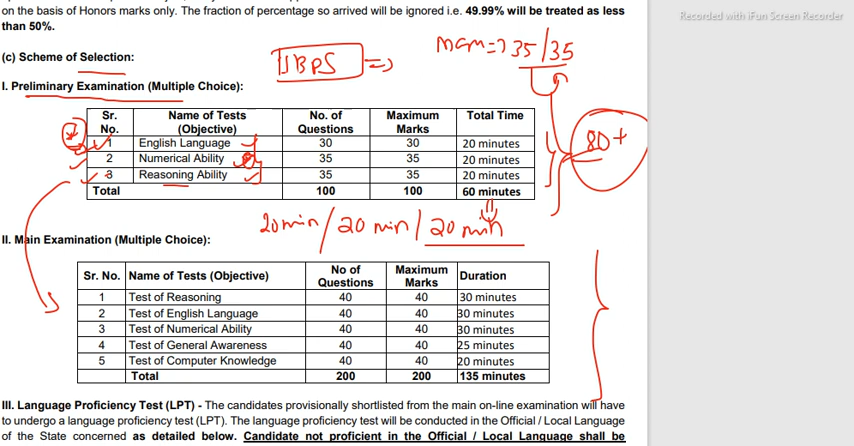 on the basis of Honors marks only. The fraction of percentage so arrived will be ignored i.e. 49.99% will be treated as less
than 50%.
Recorded with iFun Screen Recorder
(c) Scheme of Selection:
IBPS =>
=> 35/35
I. Preliminary Examination (Multiple Choice):
Sr. No. Name of Tests (Objective) No. of Questions Maximum Marks Total Time
1 English Language 30 30 20 minutes
2 Numerical Ability 35 35 20 minutes
3 Reasoning Ability 35 35 20 minutes
Total 100 100 60 minutes
80+
20 min / 20 min / 20 min
II. Main Examination (Multiple Choice):
Sr. No. Name of Tests (Objective) No of Questions Maximum Marks Duration
1 Test of Reasoning 40 40 30 minutes
2 Test of English Language 40 40 30 minutes
3 Test of Numerical Ability 40 40 30 minutes
4 Test of General Awareness 40 40 25 minutes
5 Test of Computer Knowledge 40 40 20 minutes
Total 200 200 135 minutes
III. Language Proficiency Test (LPT) - The candidates provisionally shortlisted from the main on-line examination will have
to undergo a language proficiency test (LPT). The language proficiency test will be conducted in the Official / Local Language
of the State concerned as detailed below. Candidate not proficient in the Official / Local Language shall be